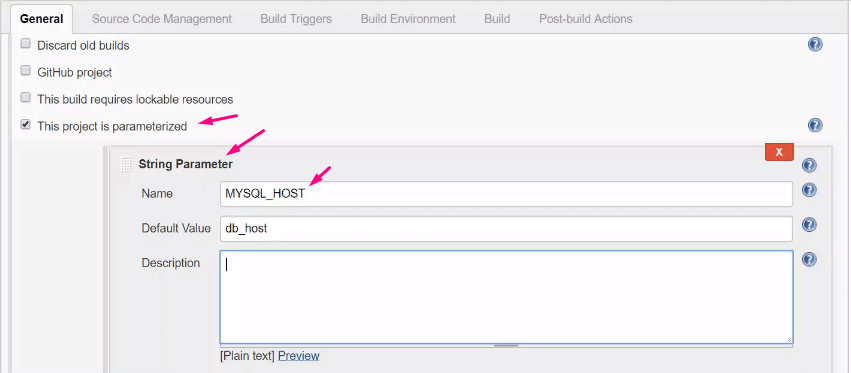 General Source Code Management Build Triggers Build Environment Build Post-build Actions
Discard old builds
GitHub project
This build requires lockable resources
This project is parameterized
X
String Parameter
Name MYSQL_HOST
Default Value db_host
Description
[Plain text] Preview